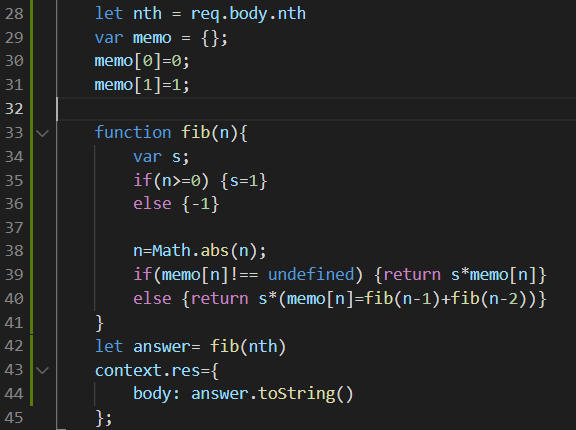 28 let nth = req.body.nth
29 var memo = {};
30 memo[0]=0;
31 memo[1]=1;
32
33 function fib(n){
34 var s;
35 if(n>=0) {s=1}
36 else {-1}
37
38 n=Math.abs(n);
39 if(memo[n]!== undefined) {return s*memo[n]}
40 else {return s*(memo[n]=fib(n-1)+fib(n-2))}
41 }
42 let answer= fib(nth)
43 context.res={
44 body: answer.toString()
45 };